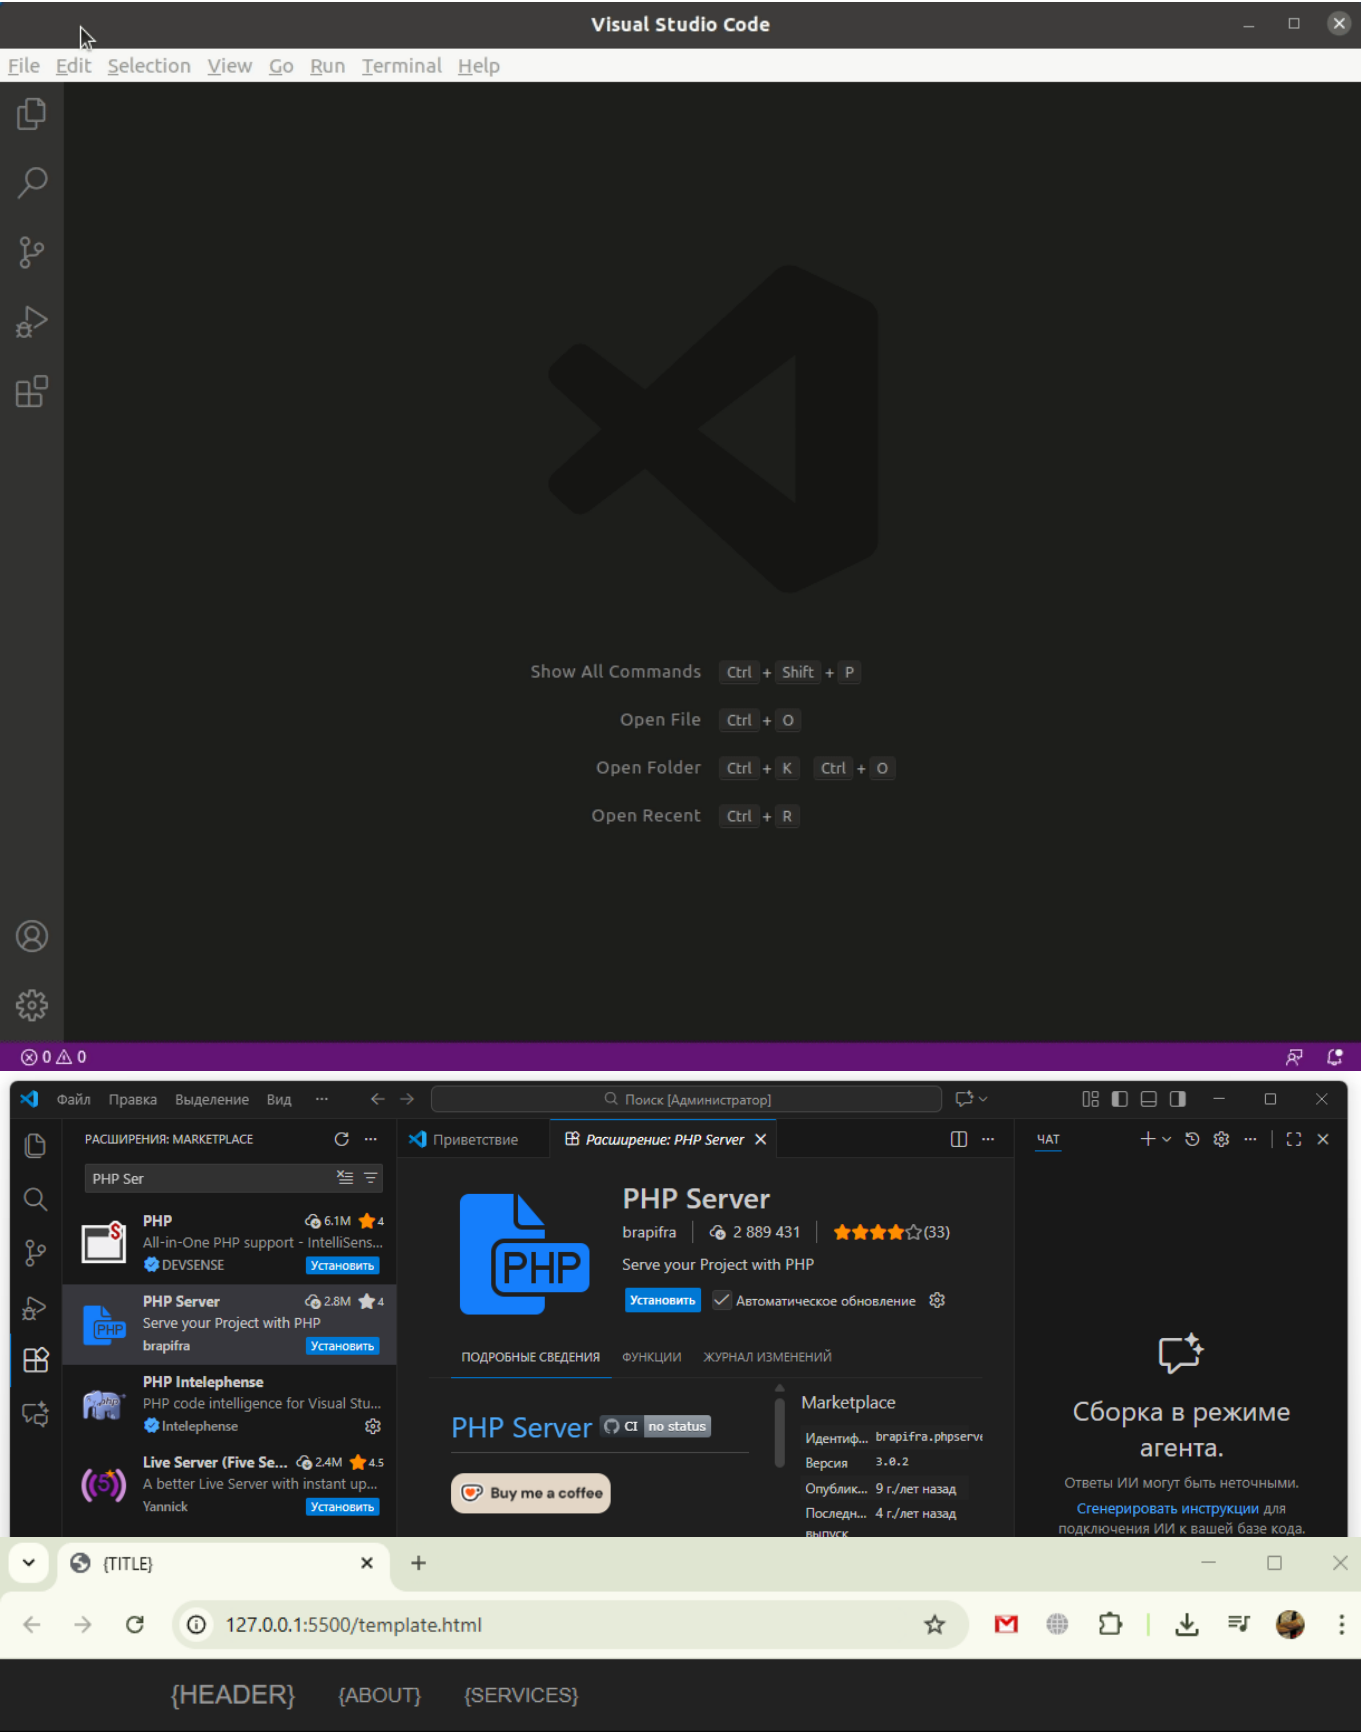 Visual Studio Code
File Edit Selection View Go Run Terminal Help
Show All Commands Ctrl + Shift + P
Open File Ctrl + O
Open Folder Ctrl + K Ctrl + O
Open Recent Ctrl + R
0 0
Файл Правка Выделение Вид ... Поиск [Администратор]
РАСШИРЕНИЯ: MARKETPLACE
PHP Ser
PHP 6.1M 4
All-in-One PHP support - IntelliSens...
DEVSENSE Установить
PHP Server 2.8M 4
Serve your Project with PHP
brapifra Установить
PHP Intelephense
PHP code intelligence for Visual Stu...
Intelephense
Live Server (Five Se... 2.4M 4.5
A better Live Server with instant up...
Yannick Установить
Приветствие Расширение: PHP Server
PHP Server
brapifra 2 889 431 (33)
Serve your Project with PHP
Установить Автоматическое обновление
ПОДРОБНЫЕ СВЕДЕНИЯ ФУНКЦИИ ЖУРНАЛ ИЗМЕНЕНИЙ
PHP Server CI no status
Buy me a coffee
Marketplace
Идентиф... brapifra.phpserve
Версия 3.0.2
Опублик... 9 г./лет назад
Последн... 4 г./лет назад
выпуск
ЧАТ
Сборка в режиме
агента.
Ответы ИИ могут быть неточными.
Сгенерировать инструкции для
подключения ИИ к вашей базе кода.
{TITLE}
127.0.0.1:5500/template.html
{HEADER} {ABOUT} {SERVICES}